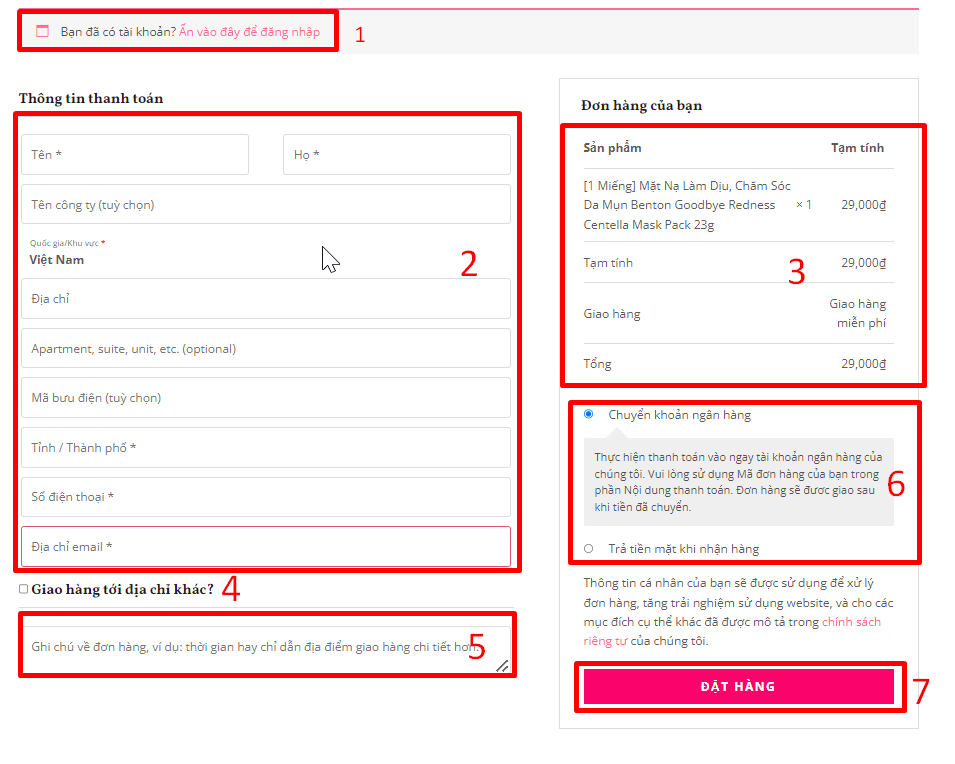 Bạn đã có tài khoản? Ấn vào đây để đăng nhập
1
Thông tin thanh toán
Tên *
Họ *
Tên công ty (tuỳ chọn)
Quốc gia/Khu vực *
Việt Nam
2
Địa chỉ
Apartment, suite, unit, etc. (optional)
Mã bưu điện (tuỳ chọn)
Tỉnh / Thành phố *
Số điện thoại *
Địa chỉ email *
Giao hàng tới địa chỉ khác?
4
Ghi chú về đơn hàng, ví dụ: thời gian hay chỉ dẫn địa điểm giao hàng chi tiết hơn.
5
Đơn hàng của bạn
Sản phẩm Tạm tính
[1 Miếng] Mặt Nạ Làm Dịu, Chăm Sóc
Da Mụn Benton Goodbye Redness × 1 29,000₫
Centella Mask Pack 23g
Tạm tính 29,000₫
3
Giao hàng
Giao hàng
miễn phí
Tổng 29,000₫
Chuyển khoản ngân hàng
Thực hiện thanh toán vào ngay tài khoản ngân hàng của
chúng tôi. Vui lòng sử dụng Mã đơn hàng của bạn trong
phần Nội dung thanh toán. Đơn hàng sẽ đươc giao sau
khi tiền đã chuyển.
6
Trả tiền mặt khi nhận hàng
Thông tin cá nhân của bạn sẽ được sử dụng để xử lý
đơn hàng, tăng trải nghiệm sử dụng website, và cho các
mục đích cụ thể khác đã được mô tả trong chính sách
riêng tư của chúng tôi.
ĐẶT HÀNG
7